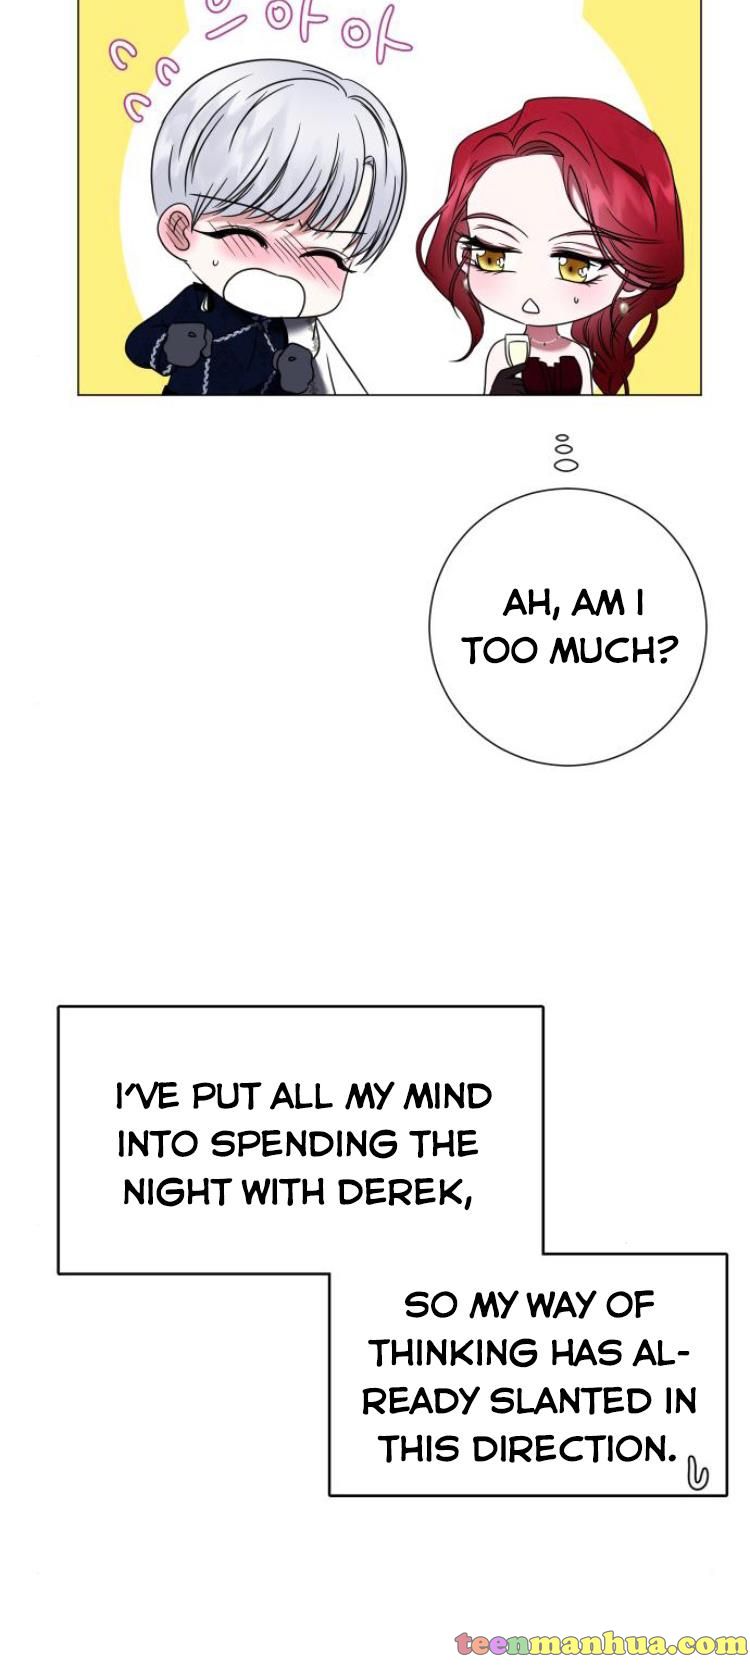 으아아
AH, AM I
TOO MUCH?
I'VE PUT ALL MY MIND
INTO SPENDING THE
NIGHT WITH DEREK,
SO MY WAY OF
THINKING HAS AL-
READY SLANTED IN
THIS DIRECTION.
teenmanhua.com